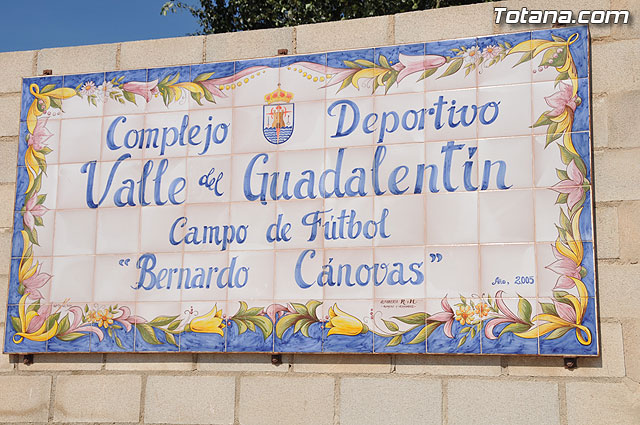 Totana.com
Complejo Deportivo
Valle del Guadalentín
Campo de Fútbol
"Bernardo Cánovas"
Año, 2005